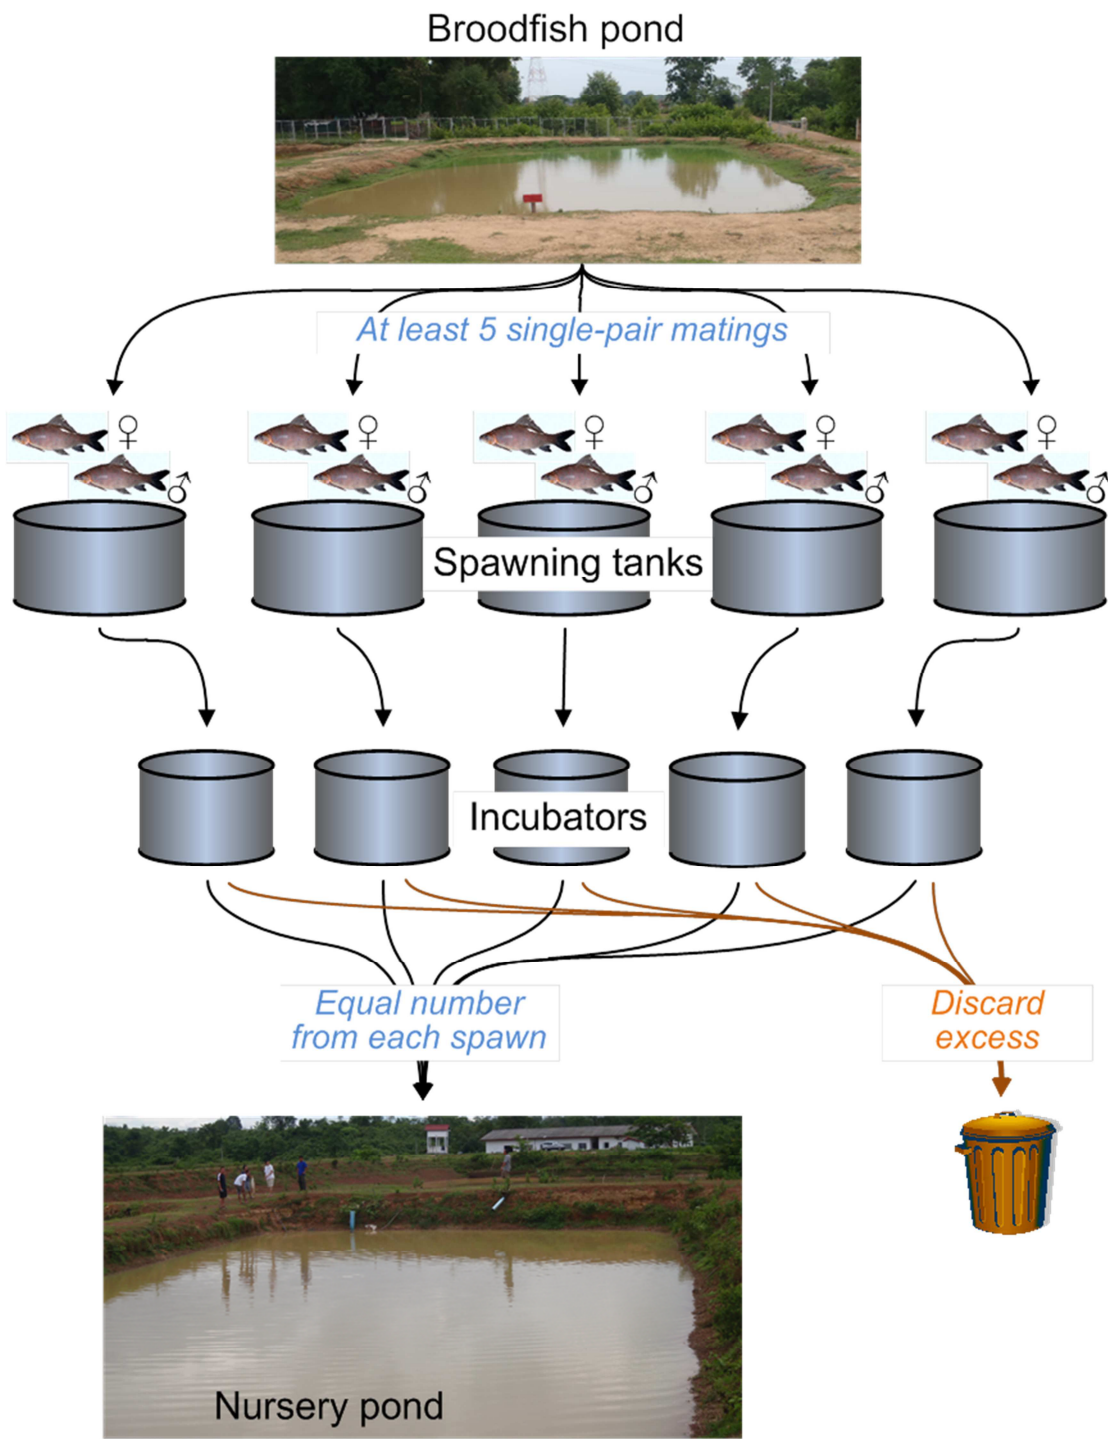 Broodfish pond
At least 5 single-pair matings
♀ ♀ ♀ ♀ ♀
♂ ♂ ♂ ♂ ♂
Spawning tanks
Incubators
Equal number
from each spawn
Discard
excess
Nursery pond